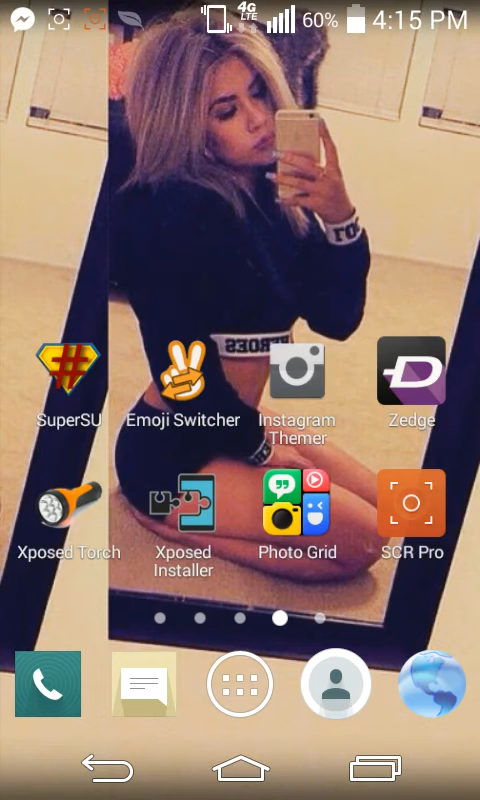 4G
LTE
60%
4:15 PM
SuperSU
Emoji Switcher
Instagram
Themer
Zedge
Xposed Torch
Xposed
Installer
Photo Grid
SCR Pro